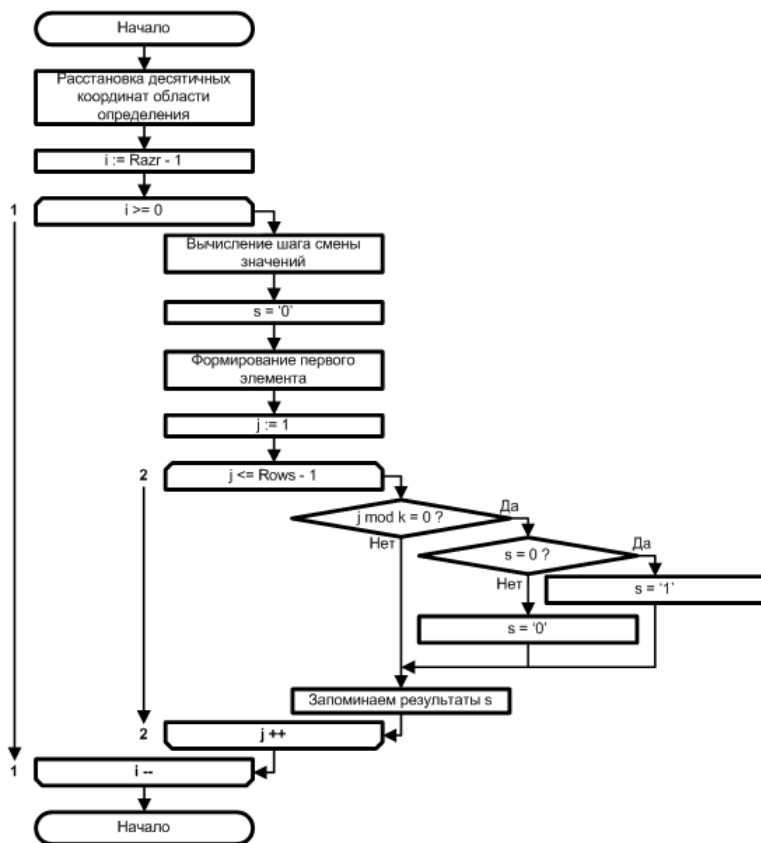 Начало
Расстановка десятичных
координат области
определения
i := Razr - 1
1
i >= 0
Вычисление шага смены
значений
s = ‘0’
Формирование первого
элемента
j := 1
2
j <= Rows - 1
j mod k = 0 ?
Да
Нет
s = 0 ?
Да
Нет
s = ‘1’
s = ‘0’
Запоминаем результаты s
2
j ++
1
i --
Начало